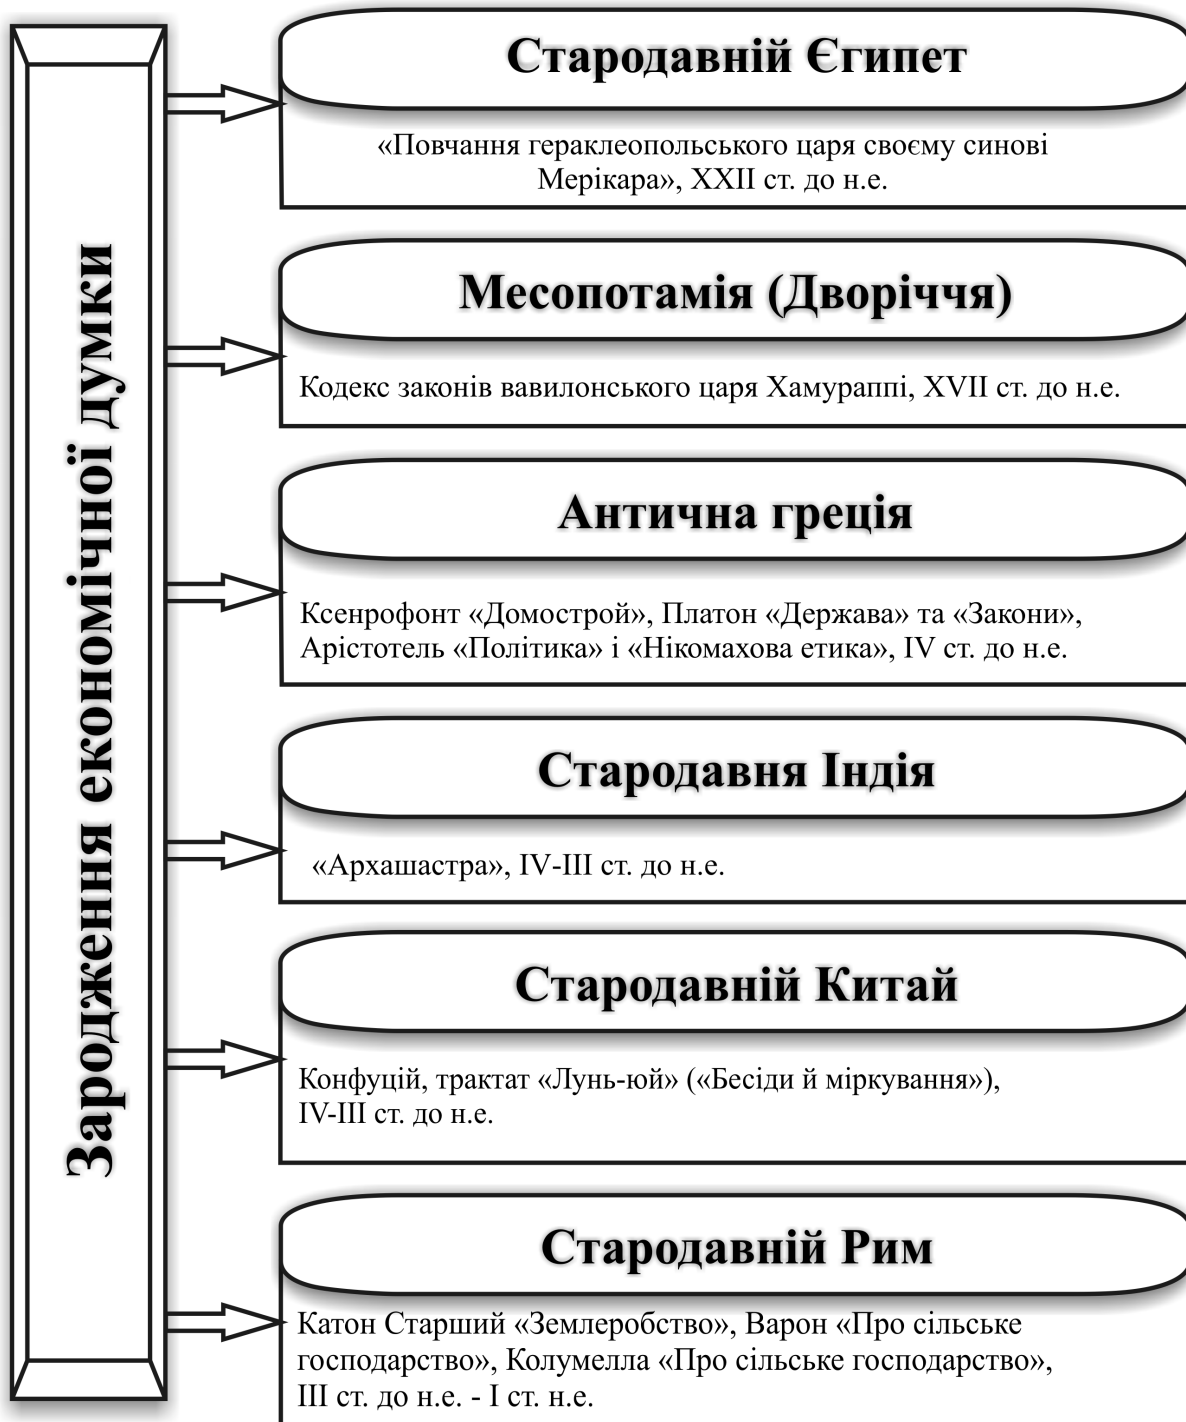 Зародження економічної думки
Стародавній Єгипет
«Повчання гераклеопольського царя своєму синові
Мерікара», XXII ст. до н.е.
Месопотамія (Дворіччя)
Кодекс законів вавилонського царя Хамураппі, XVII ст. до н.е.
Антична греція
Ксенрофонт «Домострой», Платон «Держава» та «Закони»,
Арістотель «Політика» і «Нікомахова етика», IV ст. до н.е.
Стародавня Індія
«Архашастра», IV-III ст. до н.е.
Стародавній Китай
Конфуцій, трактат «Лунь-юй» («Бесіди й міркування»),
IV-III ст. до н.е.
Стародавній Рим
Катон Старший «Землеробство», Варон «Про сільське
господарство», Колумелла «Про сільське господарство»,
III ст. до н.е. - I ст. н.е.